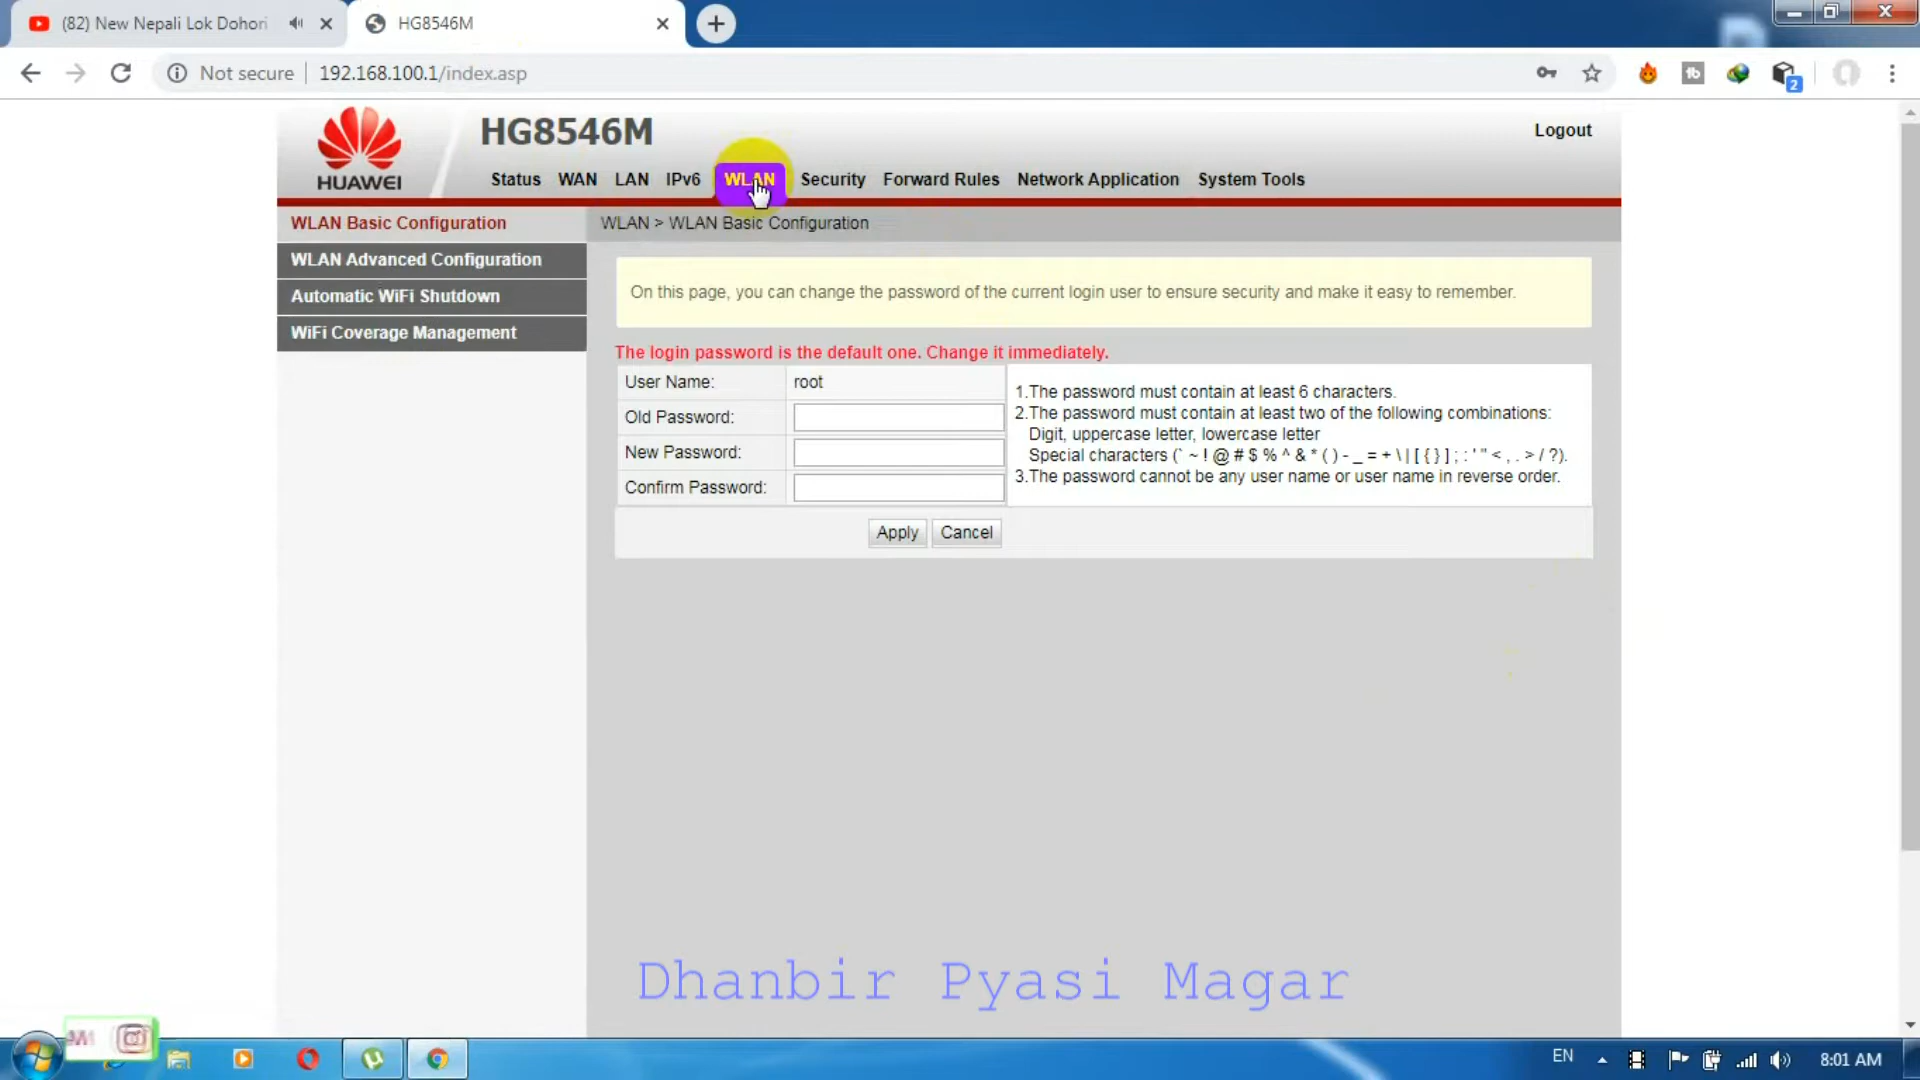 (82) New Nepali Lok Dohori
HG8546M
Not secure
192.168.100.1/index.asp
2
HG8546M
Logout
HUAWEI
Status
WAN
LAN
IPv6
WLAN
Security
Forward Rules
Network Application
System Tools
WLAN Basic Configuration
WLAN > WLAN Basic Configuration
WLAN Advanced Configuration
Automatic WiFi Shutdown
WiFi Coverage Management
On this page, you can change the password of the current login user to ensure security and make it easy to remember.
The login password is the default one. Change it immediately.
User Name:
root
Old Password:
New Password:
Confirm Password:
1.The password must contain at least 6 characters.
2.The password must contain at least two of the following combinations:
Digit, uppercase letter, lowercase letter
Special characters (` ~ ! @ # $ % ^ & * ( ) - _ = + \ | [ { } ] ; : ' " < , . > / ?).
3.The password cannot be any user name or user name in reverse order.
Apply
Cancel
Dhanbir Pyasi Magar
EN
8:01 AM